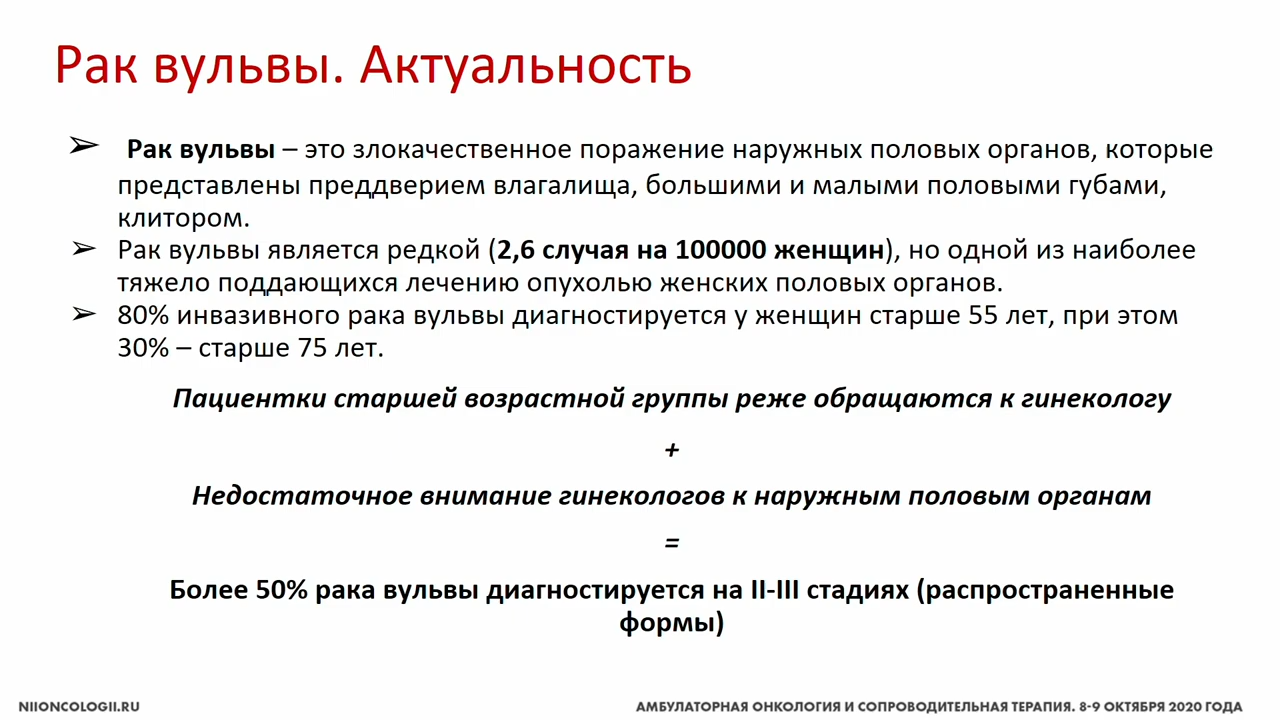 Рак вульвы. Актуальность
➢ Рак вульвы – это злокачественное поражение наружных половых органов, которые
представлены преддверием влагалища, большими и малыми половыми губами,
клитором.
➢ Рак вульвы является редкой (2,6 случая на 100000 женщин), но одной из наиболее
тяжело поддающихся лечению опухолью женских половых органов.
➢ 80% инвазивного рака вульвы диагностируется у женщин старше 55 лет, при этом
30% – старше 75 лет.
Пациентки старшей возрастной группы реже обращаются к гинекологу
+
Недостаточное внимание гинекологов к наружным половым органам
=
Более 50% рака вульвы диагностируется на II-III стадиях (распространенные
формы)
NIIONCOLOGII.RU
АМБУЛАТОРНАЯ ОНКОЛОГИЯ И СОПРОВОДИТЕЛЬНАЯ ТЕРАПИЯ. 8-9 ОКТЯБРЯ 2020 ГОДА